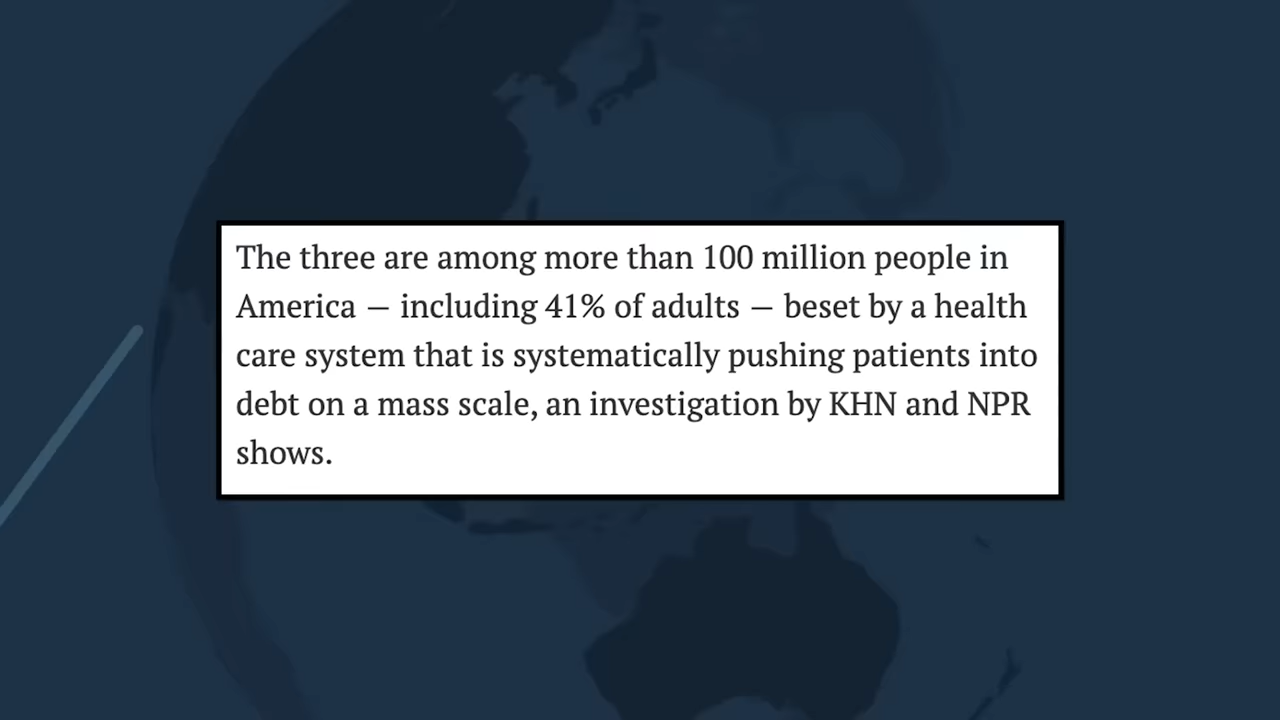 The three are among more than 100 million people in
America — including 41% of adults — beset by a health
care system that is systematically pushing patients into
debt on a mass scale, an investigation by KHN and NPR
shows.